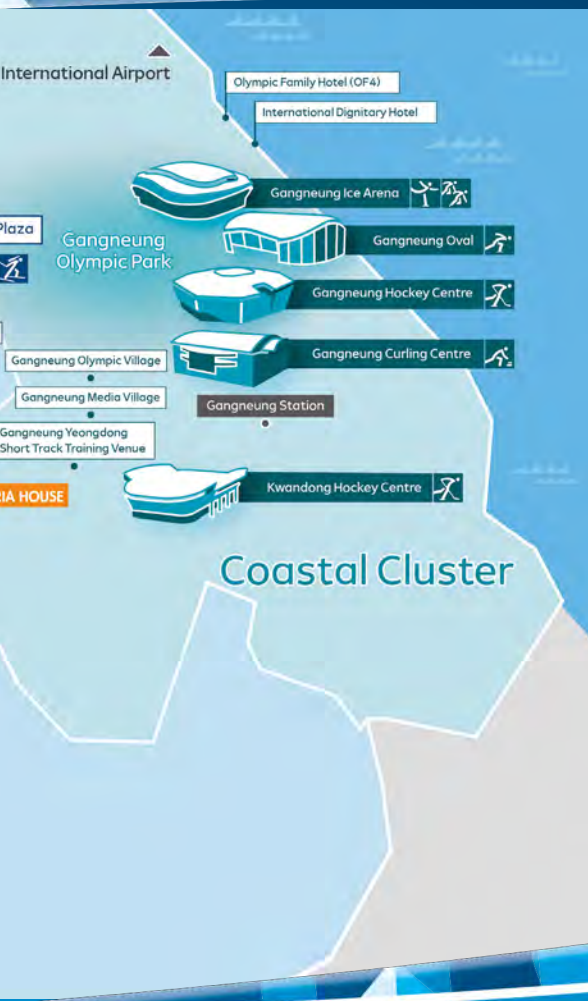 International Airport
Olympic Family Hotel (OF4)
International Dignitary Hotel
Gangneung Ice Arena
Plaza
Gangneung
Olympic Park
Gangneung Oval
Gangneung Hockey Centre
Gangneung Curling Centre
Gangneung Olympic Village
Gangneung Media Village
Gangneung Station
Gangneung Yeongdong
Short Track Training Venue
RIA HOUSE
Kwandong Hockey Centre
Coastal Cluster